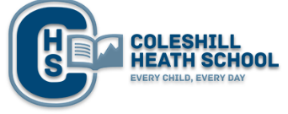 CHS
COLESHILL
HEATH SCHOOL
EVERY CHILD, EVERY DAY